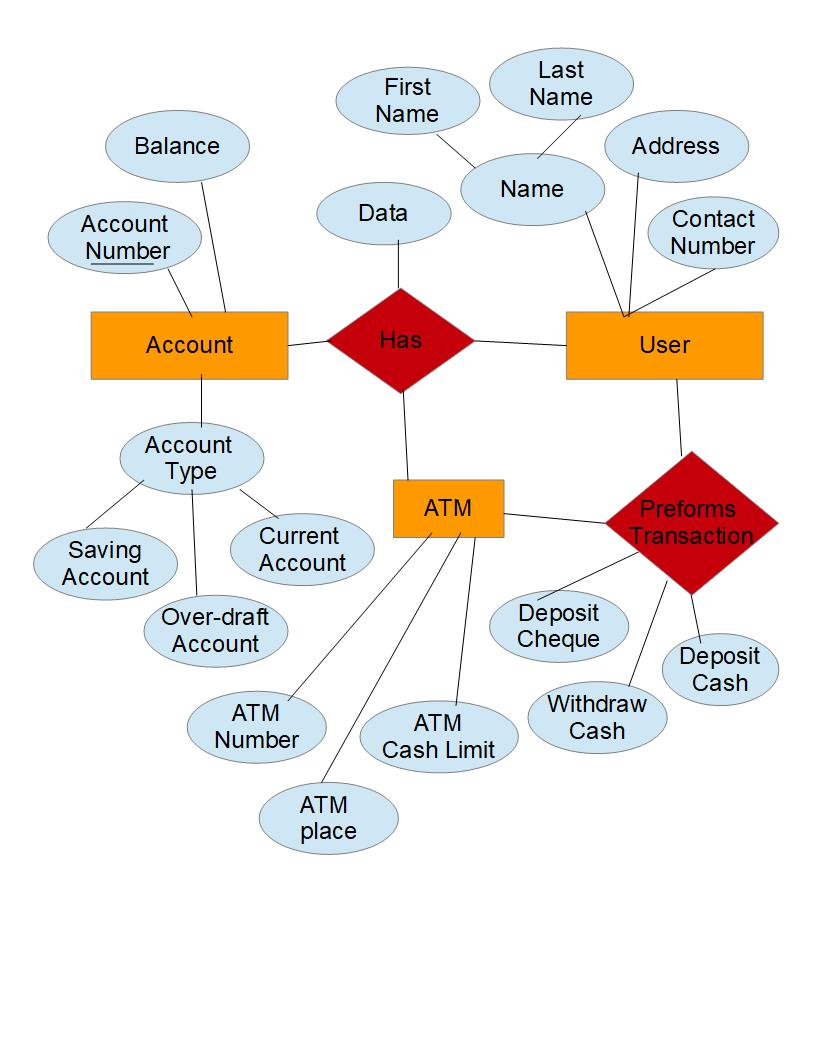 First
Name
Last
Name
Balance
Address
Name
Data
Account
Number
Contact
Number
Account
Has
User
Account
Type
ATM
Preforms
Transaction
Saving
Account
Current
Account
Over-draft
Account
Deposit
Cheque
Deposit
Cash
ATM
Number
ATM
Cash Limit
Withdraw
Cash
ATM
place